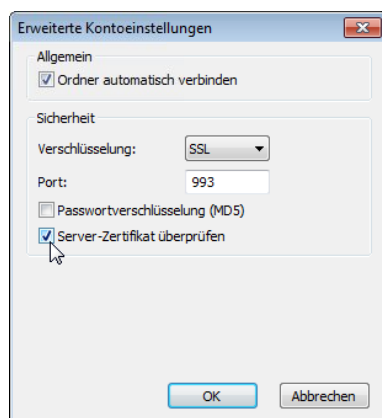 Erweiterte Kontoeinstellungen
Allgemein
Ordner automatisch verbinden
Sicherheit
Verschlüsselung: SSL
Port: 993
Passwortverschlüsselung (MD5)
Server-Zertifikat überprüfen
OK Abbrechen